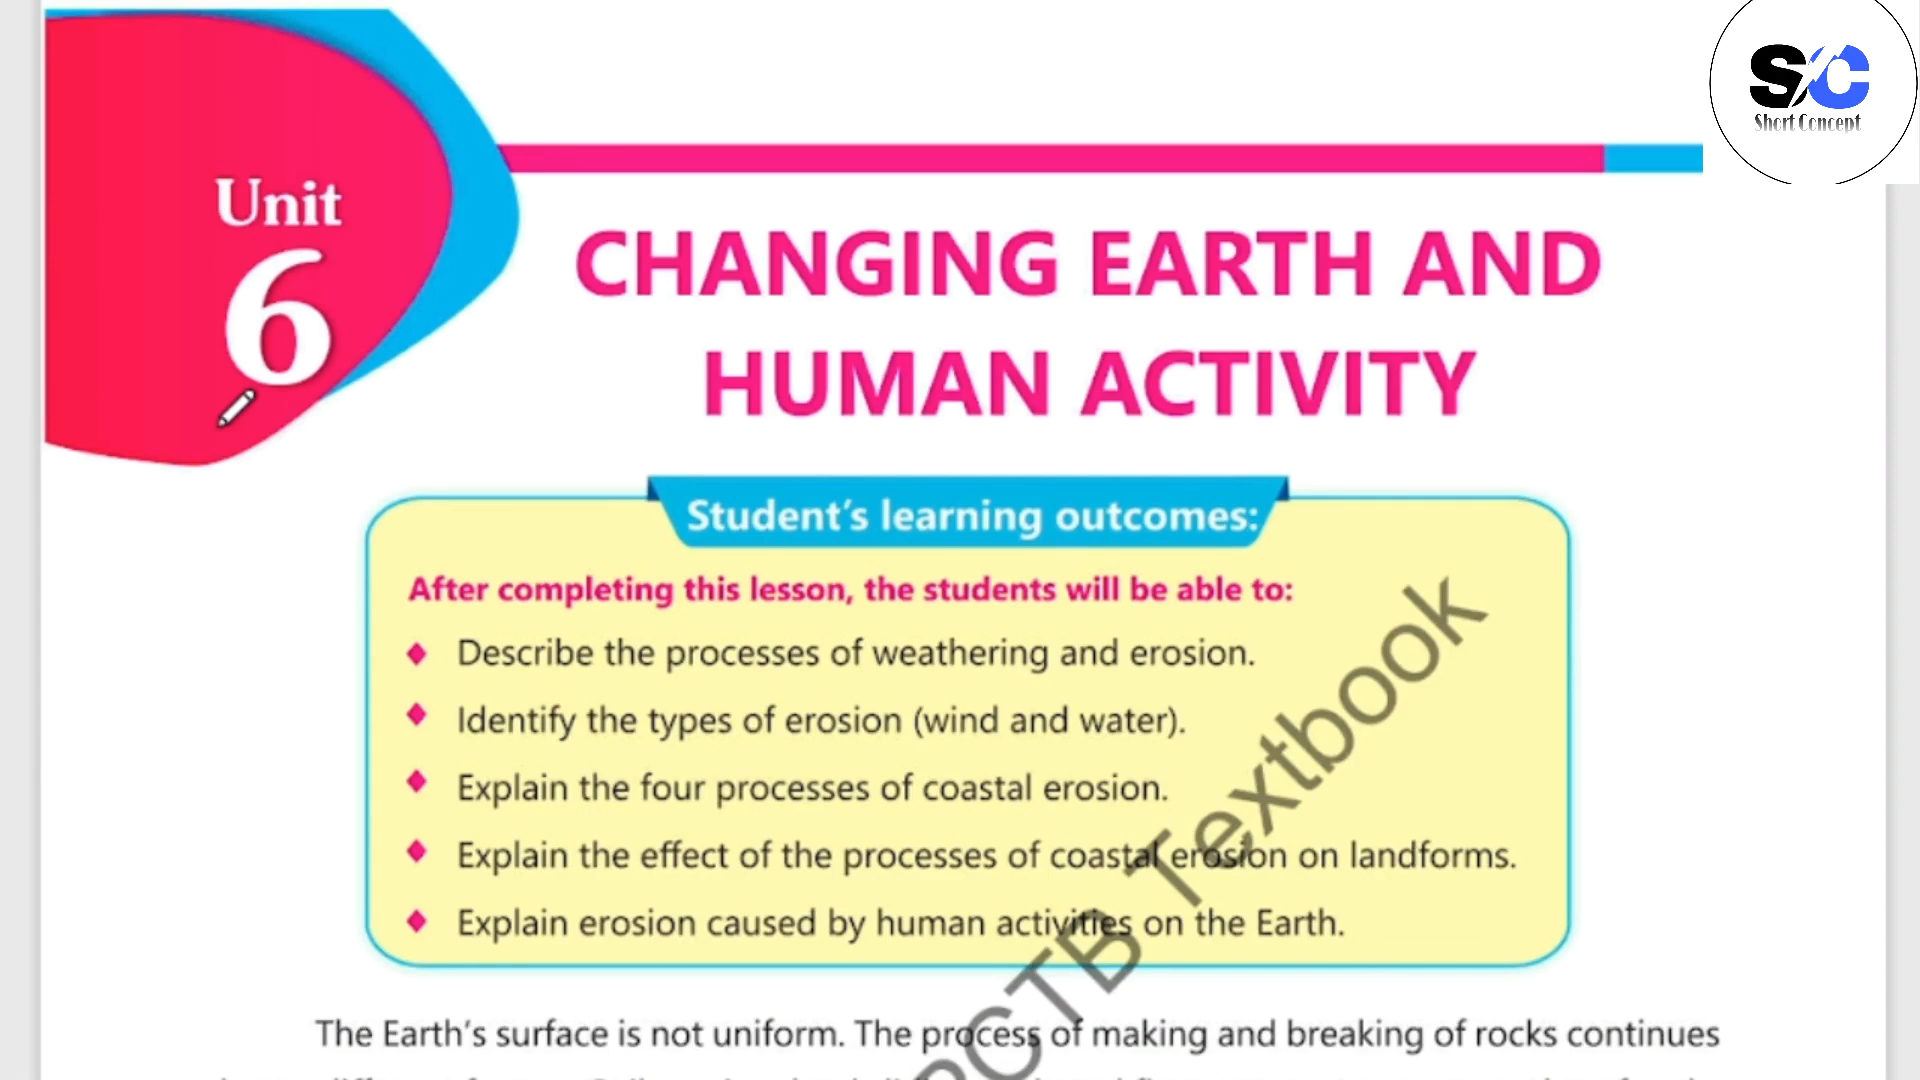 S/C
Short Concept
Unit
6
CHANGING EARTH AND
HUMAN ACTIVITY
Student's learning outcomes:
After completing this lesson, the students will be able to:
Describe the processes of weathering and erosion.
Identify the types of erosion (wind and water).
Explain the four processes of coastal erosion.
Explain the effect of the processes of coastal erosion on landforms.
Explain erosion caused by human activities on the Earth.
PCTB Textbook
The Earth's surface is not uniform. The process of making and breaking of rocks continues